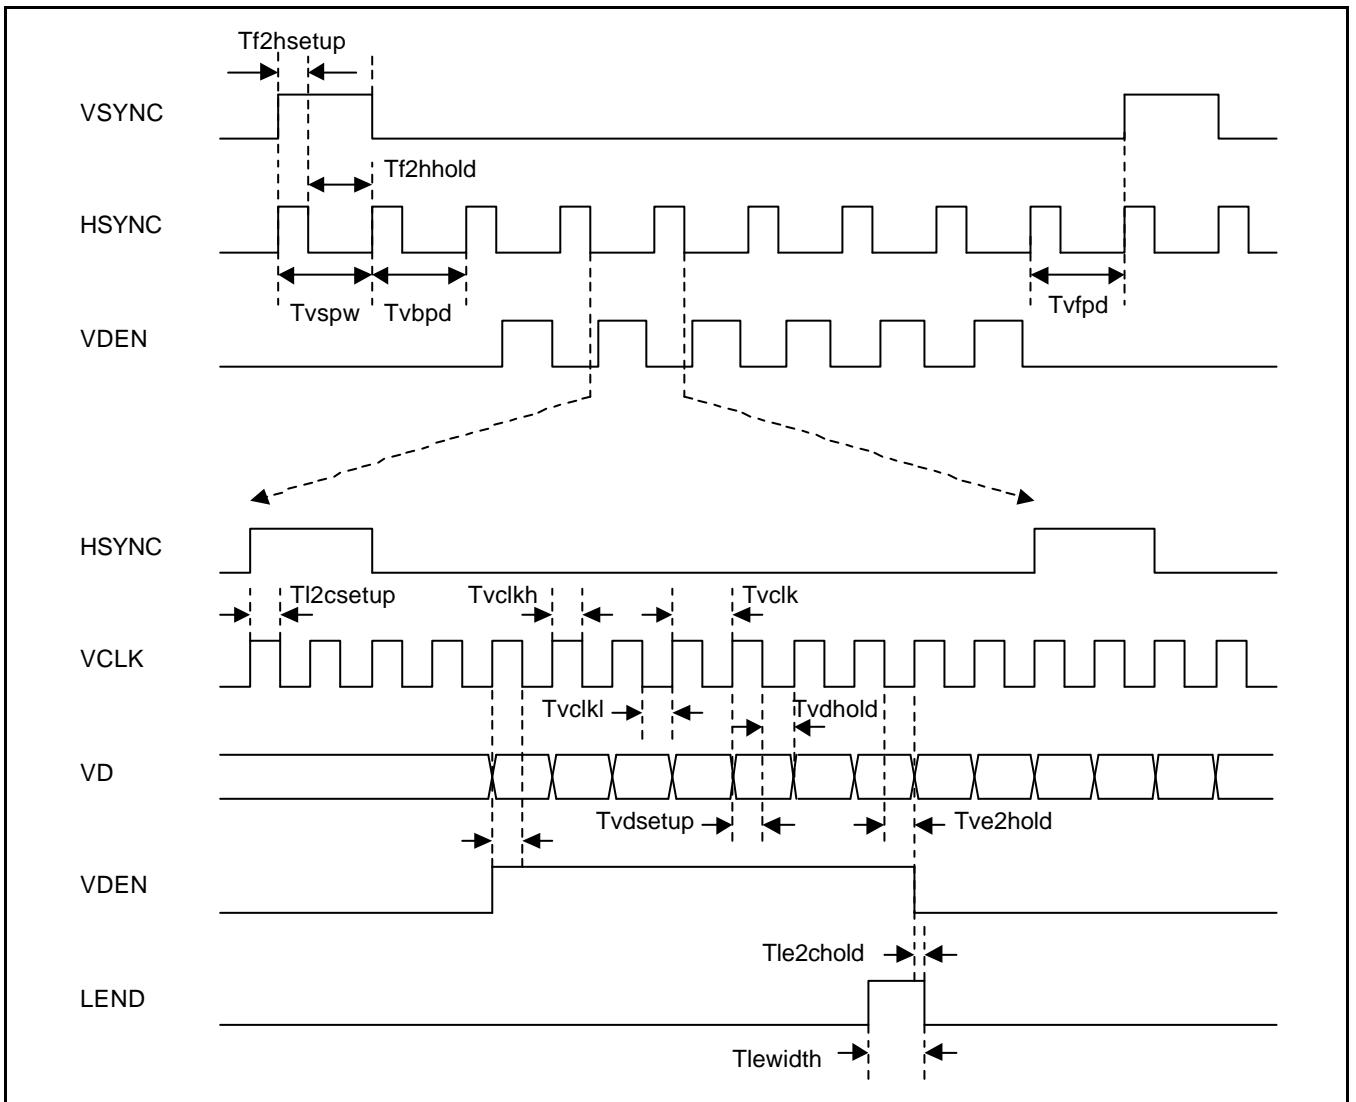 Tf2hsetup
VSYNC
Tf2hhold
HSYNC
Tvspw Tvbpd Tvfpd
VDEN
HSYNC
Tl2csetup Tvclkh Tvclk
VCLK
Tvclkl Tvdhold
VD
Tvdsetup Tve2hold
VDEN
Tle2chold
LEND
Tlewidth